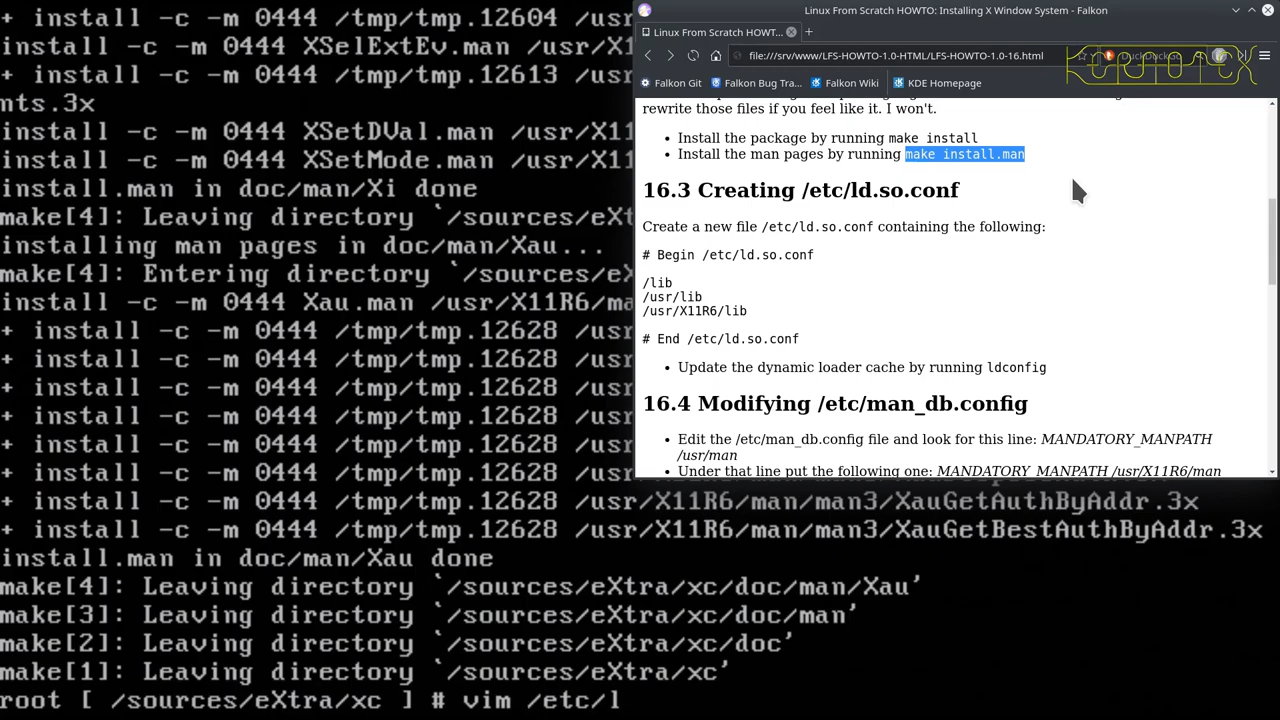 + install -c -m 0444 /tmp/tmp.12604 /usr
install -c -m 0444 XSelExtEv.man /usr/X
+ install -c -m 0444 /tmp/tmp.12613 /usr
nts.3x
install -c -m 0444 XSetDVal.man /usr/X11
install -c -m 0444 XSetMode.man /usr/X11
install.man in doc/man/Xi done
make[4]: Leaving directory `/sources/eXt
installing man pages in doc/man/Xau...
make[4]: Entering directory `/sources/eX
install -c -m 0444 Xau.man /usr/X11R6/ma
+ install -c -m 0444 /tmp/tmp.12628 /usr
+ install -c -m 0444 /tmp/tmp.12628 /usr
+ install -c -m 0444 /tmp/tmp.12628 /usr
+ install -c -m 0444 /tmp/tmp.12628 /usr
+ install -c -m 0444 /tmp/tmp.12628 /usr
+ install -c -m 0444 /tmp/tmp.12628 /usr
+ install -c -m 0444 /tmp/tmp.12628 /usr/X11R6/man/man3/XauGetAuthByAddr.3x
+ install -c -m 0444 /tmp/tmp.12628 /usr/X11R6/man/man3/XauGetBestAuthByAddr.3x
install.man in doc/man/Xau done
make[4]: Leaving directory `/sources/eXtra/xc/doc/man/Xau'
make[3]: Leaving directory `/sources/eXtra/xc/doc/man'
make[2]: Leaving directory `/sources/eXtra/xc/doc'
make[1]: Leaving directory `/sources/eXtra/xc'
root [ /sources/eXtra/xc ] # vim /etc/l
Linux From Scratch HOWTO: Installing X Window System - Falkon
Linux From Scratch HOWT...
file:///srv/www/LFS-HOWTO-1.0-HTML/LFS-HOWTO-1.0-16.html
Falkon Git Falkon Bug Tra... Falkon Wiki KDE Homepage
rewrite those files if you feel like it. I won't.
• Install the package by running make install
• Install the man pages by running make install.man
16.3 Creating /etc/ld.so.conf
Create a new file /etc/ld.so.conf containing the following:
# Begin /etc/ld.so.conf
/lib
/usr/lib
/usr/X11R6/lib
# End /etc/ld.so.conf
• Update the dynamic loader cache by running ldconfig
16.4 Modifying /etc/man_db.config
• Edit the /etc/man_db.config file and look for this line: MANDATORY_MANPATH
/usr/man
• Under that line put the following one: MANDATORY_MANPATH /usr/X11R6/man